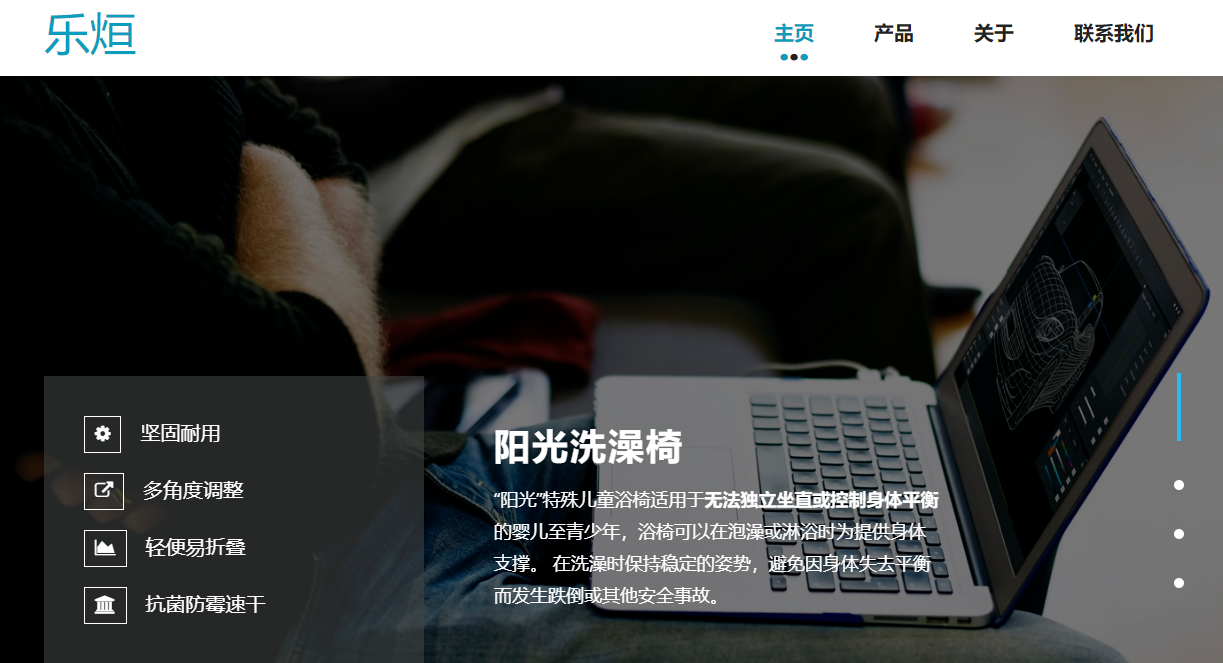 乐烜
主页 产品 关于 联系我们
坚固耐用
多角度调整
轻便易折叠
抗菌防霉速干
阳光洗澡椅
“阳光”特殊儿童浴椅适用于无法独立坐直或控制身体平衡
的婴儿至青少年，浴椅可以在泡澡或淋浴时为提供身体
支撑。 在洗澡时保持稳定的姿势，避免因身体失去平衡
而发生跌倒或其他安全事故。